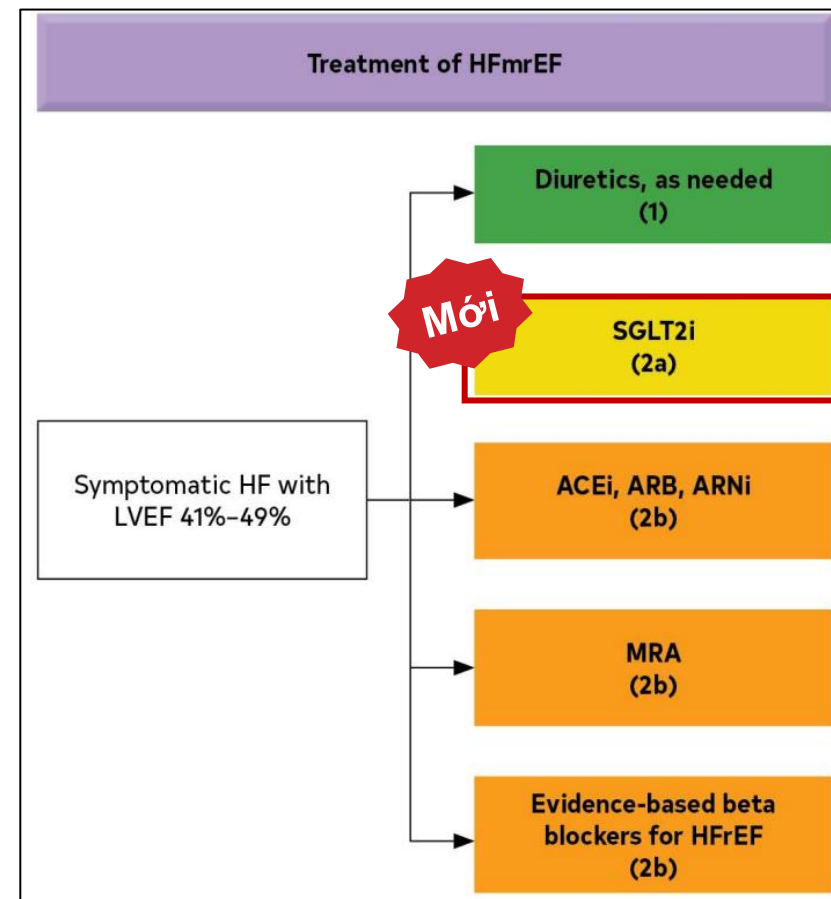 Treatment of HFmrEF
Diuretics, as needed
(1)
Mới
SGLT2i
(2a)
Symptomatic HF with
LVEF 41%–49%
ACEi, ARB, ARNi
(2b)
MRA
(2b)
Evidence-based beta
blockers for HFrEF
(2b)